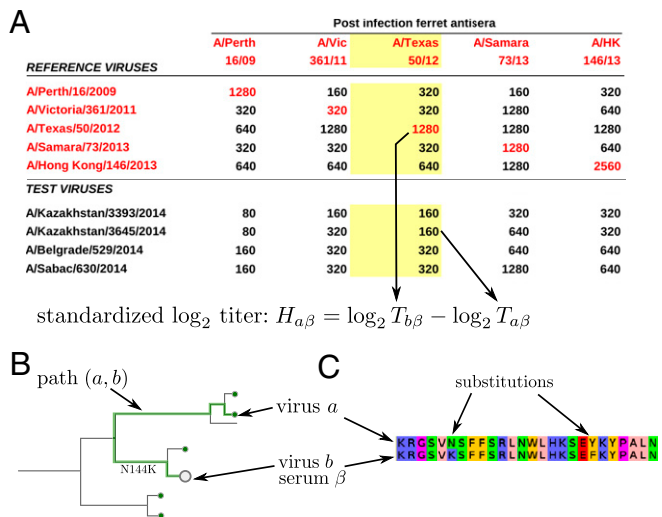 A
Post infection ferret antisera
A/Perth A/Vic A/Texas A/Samara A/HK
REFERENCE VIRUSES 16/09 361/11 50/12 73/13 146/13
A/Perth/16/2009 1280 160 320 160 320
A/Victoria/361/2011 320 320 320 1280 640
A/Texas/50/2012 640 1280 1280 1280 1280
A/Samara/73/2013 320 320 320 1280 640
A/Hong Kong/146/2013 640 640 640 1280 2560
TEST VIRUSES
A/Kazakhstan/3393/2014 80 160 160 320 320
A/Kazakhstan/3645/2014 80 320 160 640 320
A/Belgrade/529/2014 160 320 320 640 640
A/Sabac/630/2014 160 320 320 1280 640
standardized log₂ titer: Hₐᵦ = log₂ T_bβ − log₂ T_aβ
B
path (a, b)
N144K
virus a
virus b
serum β
C
substitutions
KRGSVNSFFSRLNWLHKSEYKYPALN
KRGSVKSFFSRLNWLHKSEFKYPALN